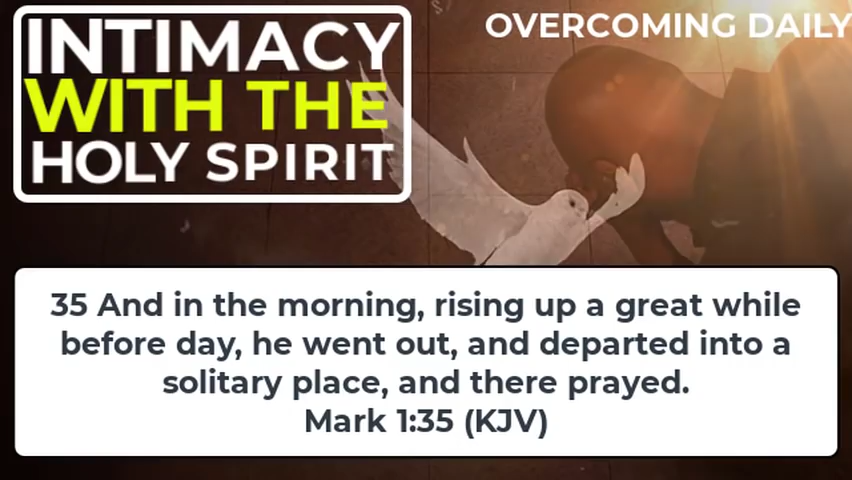 INTIMACY
WITH THE
HOLY SPIRIT
OVERCOMING DAILY
35 And in the morning, rising up a great while
before day, he went out, and departed into a
solitary place, and there prayed.
Mark 1:35 (KJV)